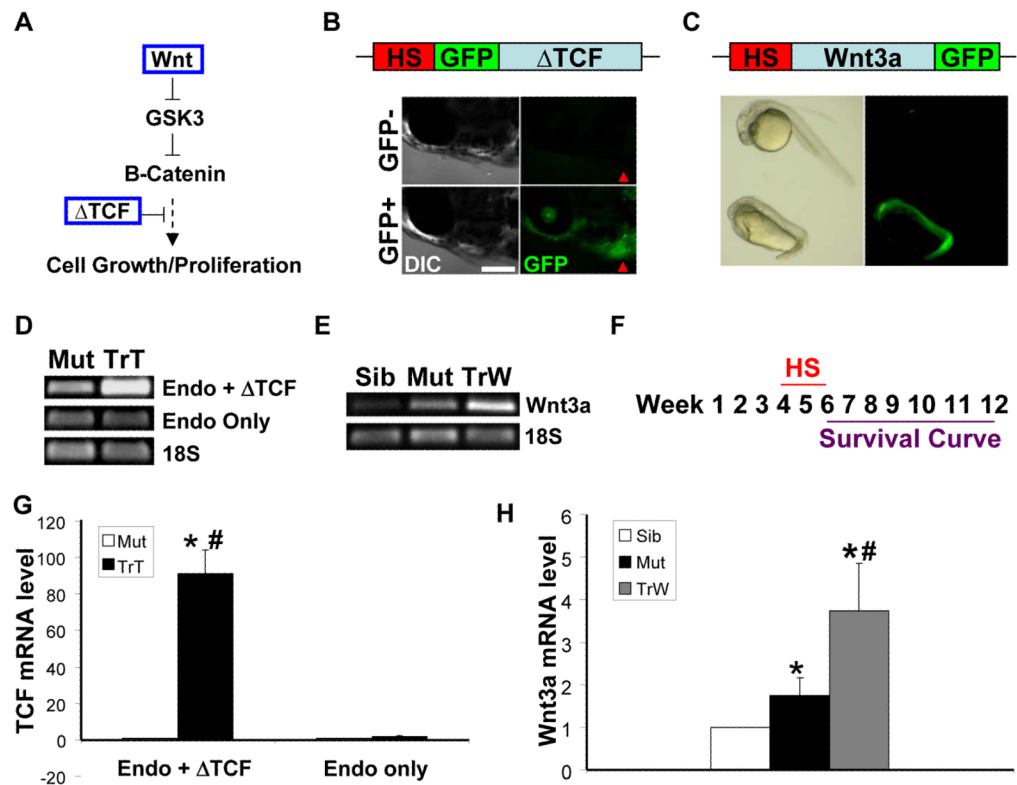 A
Wnt
GSK3
B-Catenin
ΔTCF
Cell Growth/Proliferation
B
HS GFP ΔTCF
GFP-
GFP+
DIC GFP
C
HS Wnt3a GFP
D
Mut TrT
Endo + ΔTCF
Endo Only
18S
E
Sib Mut TrW
Wnt3a
18S
F
HS
Week 1 2 3 4 5 6 7 8 9 10 11 12
Survival Curve
G
TCF mRNA level
120
100
80
60
40
20
0
-20
Mut
TrT
* #
Endo + ΔTCF Endo only
H
Wnt3a mRNA level
6
5
4
3
2
1
0
Sib
Mut
TrW
*
*#